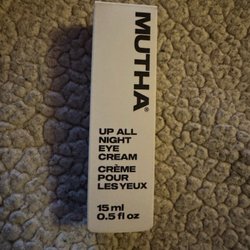 MUTHA®
UP ALL
NIGHT
EYE
CREAM
CRÈME
POUR
LES YEUX
15 ml
0.5 fl oz